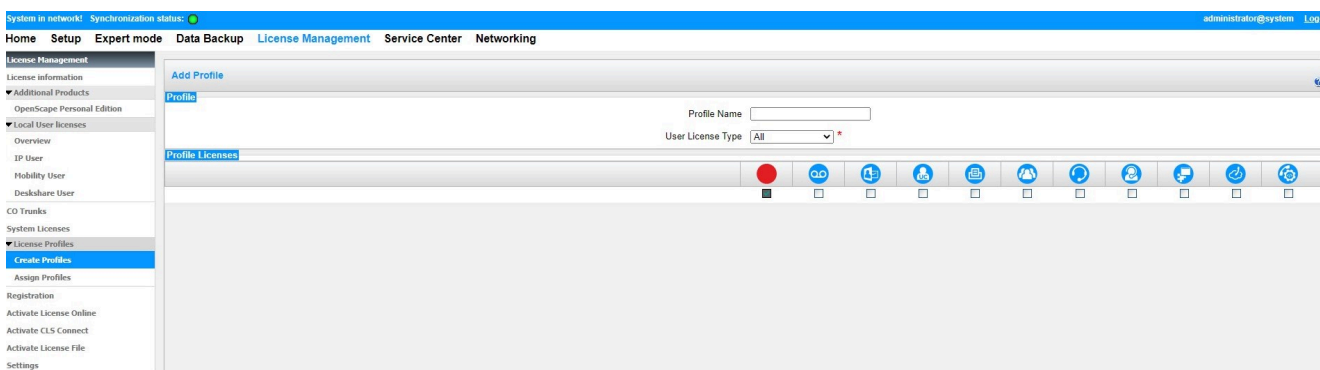 System in network! Synchronization status:
administrator@system Log
Home Setup Expert mode Data Backup License Management Service Center Networking
License Management
License information
Additional Products
OpenScape Personal Edition
Local User licenses
Overview
IP User
Mobility User
Deskshare User
CO Trunks
System Licenses
License Profiles
Create Profiles
Assign Profiles
Registration
Activate License Online
Activate CLS Connect
Activate License File
Settings
Add Profile
Profile
Profile Name
User License Type All *
Profile Licenses
UC